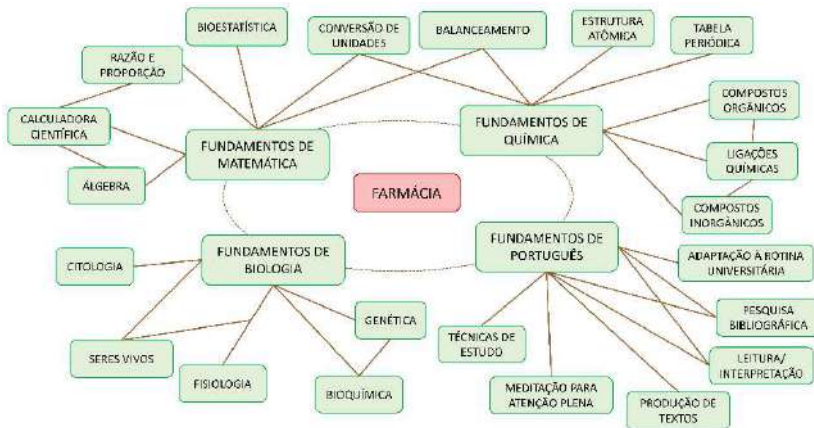 BIOESTATÍSTICA
CONVERSÃO DE
UNIDADES
BALANCEAMENTO
ESTRUTURA
ATÔMICA
TABELA
PERIÓDICA
RAZÃO E
PROPORÇÃO
CALCULADORA
CIENTÍFICA
ÁLGEBRA
FUNDAMENTOS DE
MATEMÁTICA
FUNDAMENTOS DE
QUÍMICA
COMPOSTOS
ORGÂNICOS
LIGAÇÕES
QUÍMICAS
COMPOSTOS
INORGÂNICOS
FARMÁCIA
FUNDAMENTOS DE
BIOLOGIA
FUNDAMENTOS DE
PORTUGUÊS
CITOLOGIA
SERES VIVOS
FISIOLOGIA
GENÉTICA
BIOQUÍMICA
TÉCNICAS
DE ESTUDO
MEDITAÇÃO PARA
ATENÇÃO PLENA
PRODUÇÃO DE
TEXTOS
ADAPTAÇÃO À ROTINA
UNIVERSITÁRIA
PESQUISA
BIBLIOGRÁFICA
LEITURA/
INTERPRETAÇÃO